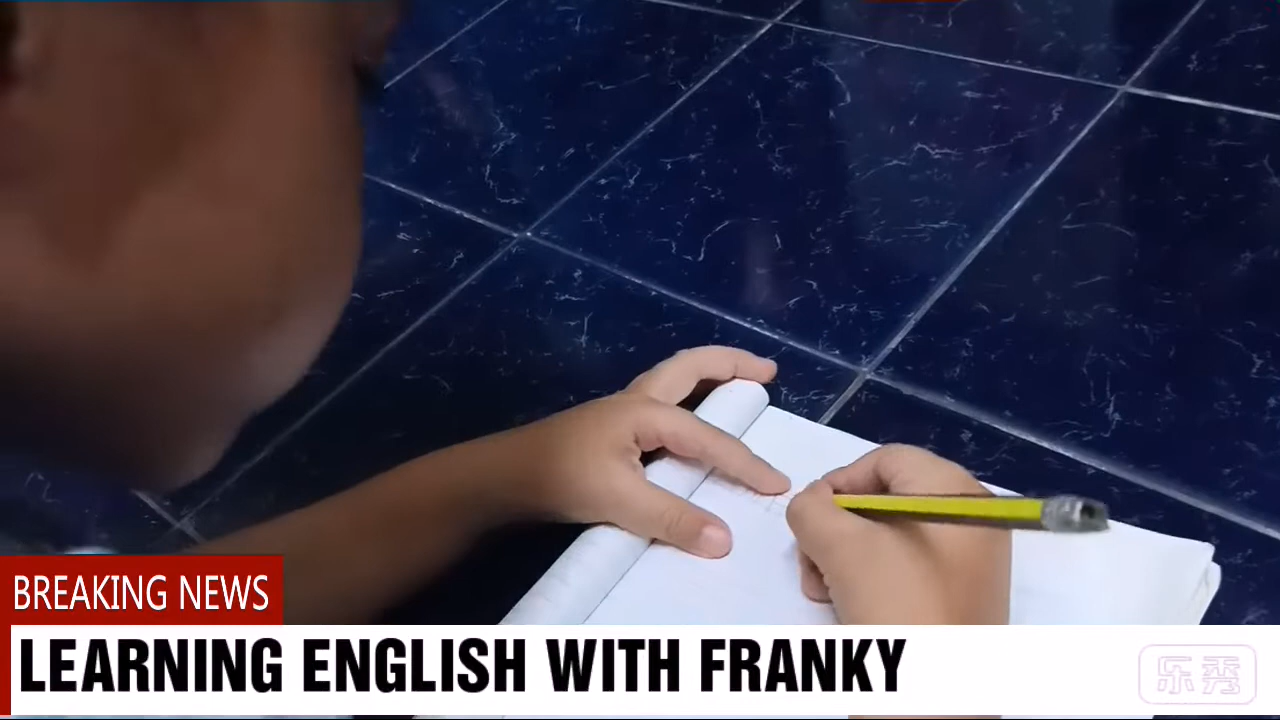 BREAKING NEWS
LEARNING ENGLISH WITH FRANKY
乐秀